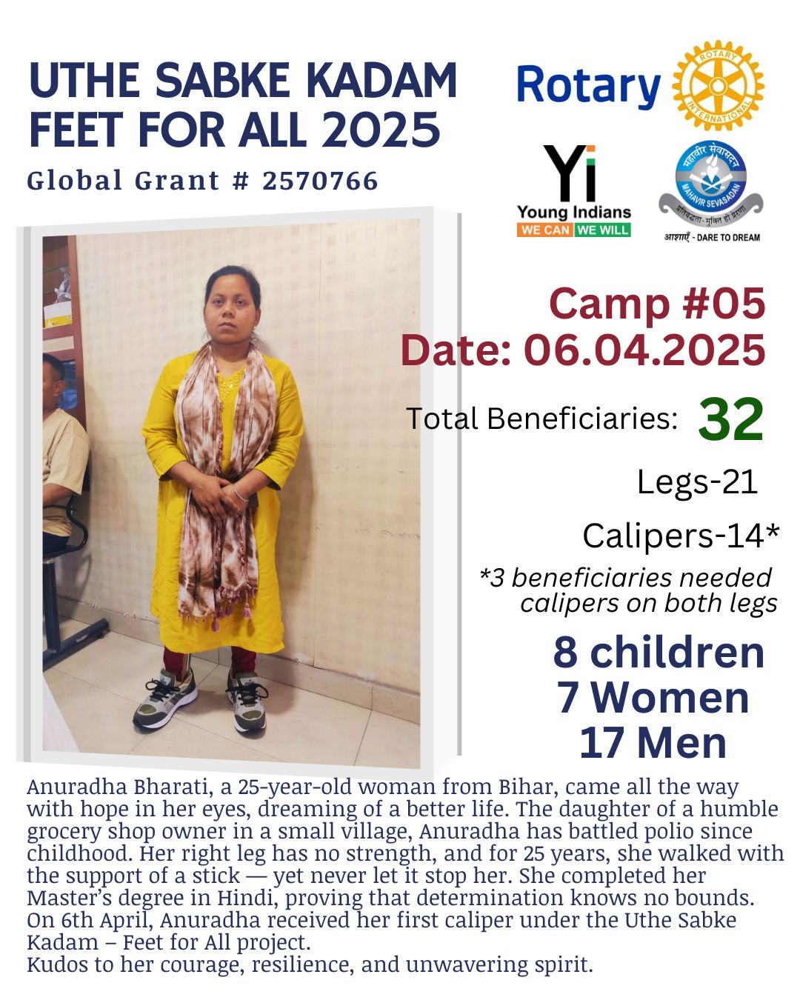 UTHE SABKE KADAM
FEET FOR ALL 2025
Global Grant # 2570766
Rotary
ROTARY
INTERNATIONAL
Yi
Young Indians
WE CAN WE WILL
महावीर सेवासदन
MAHAVIR SEVASADAN
प्रतिबद्धता-मुक्ति ही प्रेरणा
आशाएँ - DARE TO DREAM
Camp #05
Date: 06.04.2025
Total Beneficiaries: 32
Legs-21
Calipers-14*
*3 beneficiaries needed
calipers on both legs
8 children
7 Women
17 Men
Anuradha Bharati, a 25-year-old woman from Bihar, came all the way
with hope in her eyes, dreaming of a better life. The daughter of a humble
grocery shop owner in a small village, Anuradha has battled polio since
childhood. Her right leg has no strength, and for 25 years, she walked with
the support of a stick — yet never let it stop her. She completed her
Master’s degree in Hindi, proving that determination knows no bounds.
On 6th April, Anuradha received her first caliper under the Uthe Sabke
Kadam – Feet for All project.
Kudos to her courage, resilience, and unwavering spirit.